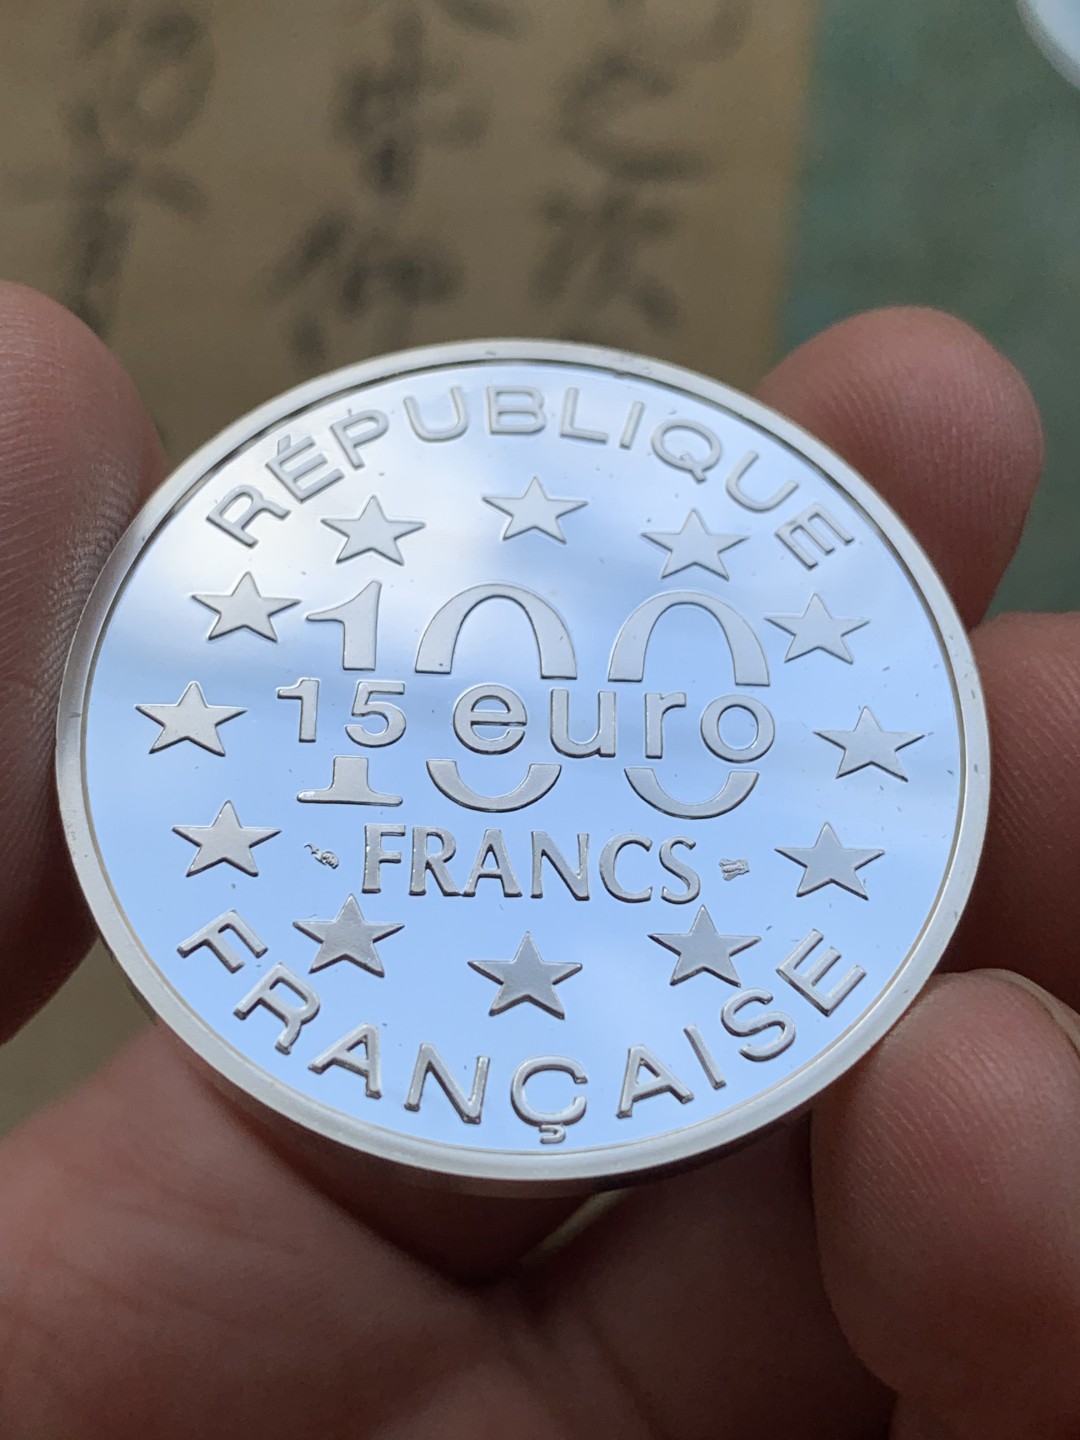 RÉPUBLIQUE
100
15 euro
FRANCS
FRANÇAISE